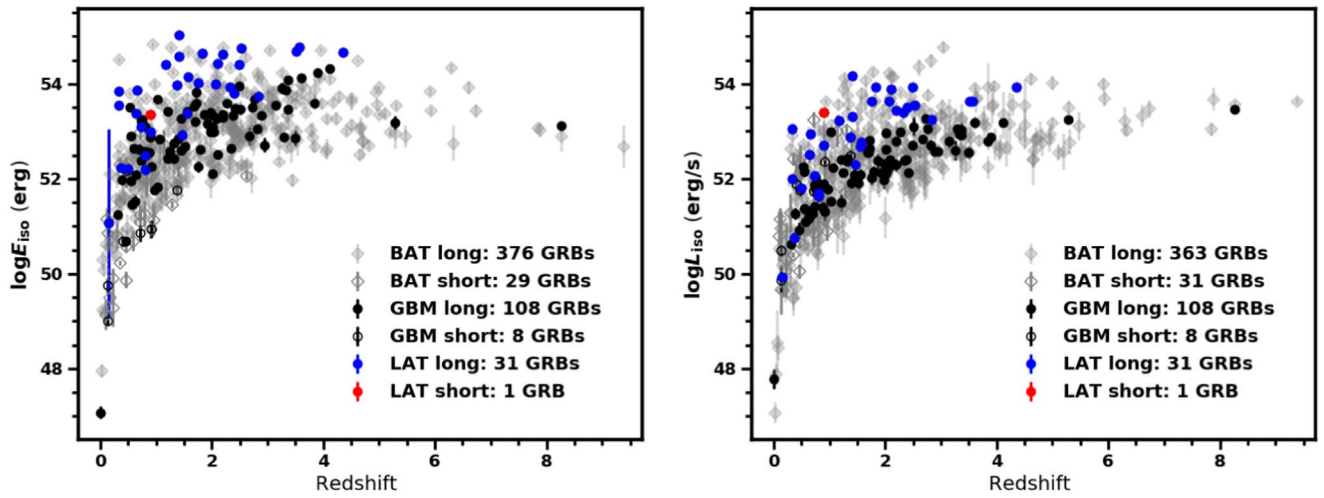 logE_iso (erg)
54
52
50
48
BAT long: 376 GRBs
BAT short: 29 GRBs
GBM long: 108 GRBs
GBM short: 8 GRBs
LAT long: 31 GRBs
LAT short: 1 GRB
0 2 4 6 8
Redshift
logL_iso (erg/s)
54
52
50
48
BAT long: 363 GRBs
BAT short: 31 GRBs
GBM long: 108 GRBs
GBM short: 8 GRBs
LAT long: 31 GRBs
LAT short: 1 GRB
0 2 4 6 8
Redshift